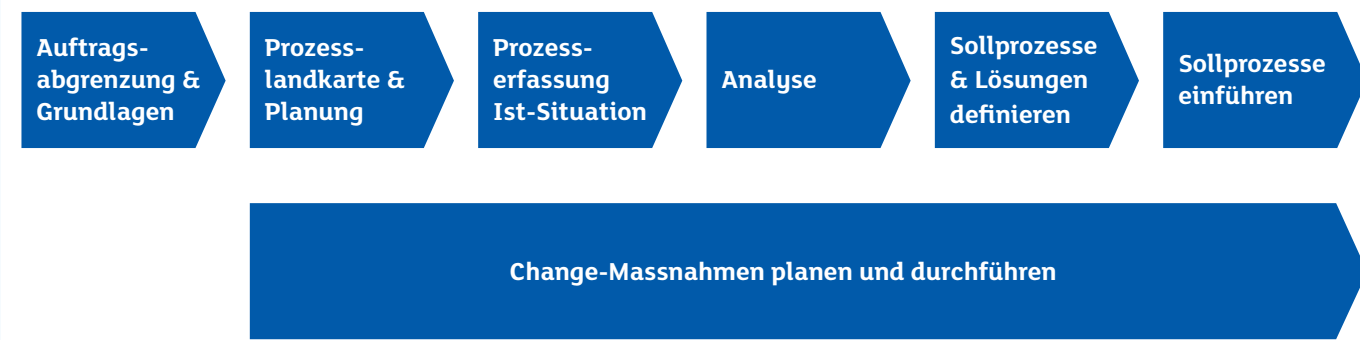 Auftrags-
abgrenzung &
Grundlagen
Prozess-
landkarte &
Planung
Prozess-
erfassung
Ist-Situation
Analyse
Sollprozesse
& Lösungen
definieren
Sollprozesse
einführen
Change-Massnahmen planen und durchführen